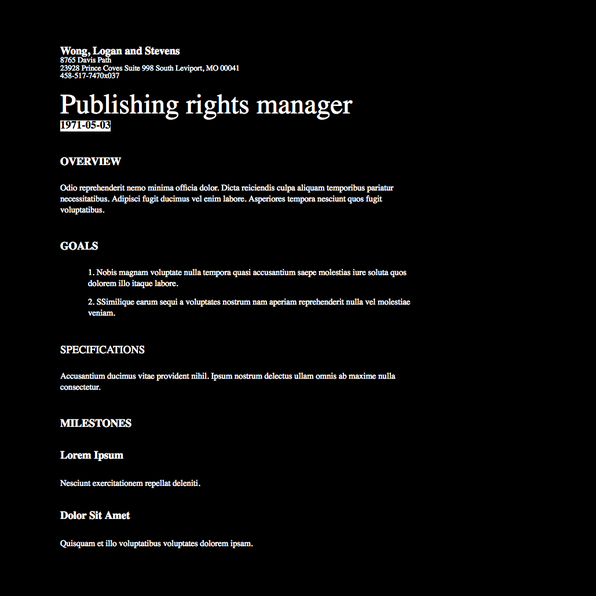 Wong, Logan and Stevens
8765 Davis Path
23928 Prince Coves Suite 998 South Leviport, MO 00041
458-517-7470x037
Publishing rights manager
1971-05-03
OVERVIEW
Odio reprehenderit nemo minima officia dolor. Dicta reiciendis culpa aliquam temporibus pariatur
necessitatibus. Adipisci fugit ducimus vel enim labore. Asperiores tempora nesciunt quos fugit
voluptatibus.
GOALS
1. Nobis magnam voluptate nulla tempora quasi accusantium saepe molestias iure soluta quos
dolorem illo itaque labore.
2. SSimilique earum sequi a voluptates nostrum nam aperiam reprehenderit nulla vel molestiae
veniam.
SPECIFICATIONS
Accusantium ducimus vitae provident nihil. Ipsum nostrum delectus ullam omnis ab maxime nulla
consectetur.
MILESTONES
Lorem Ipsum
Nesciunt exercitationem repellat deleniti.
Dolor Sit Amet
Quisquam et illo voluptatibus voluptates dolorem ipsam.